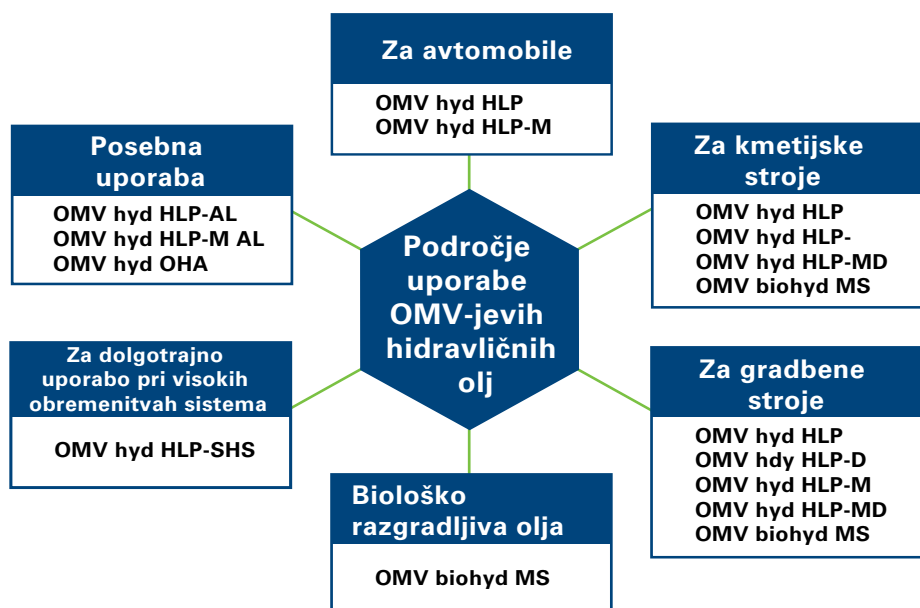 Za avtomobile
OMV hyd HLP
OMV hyd HLP-M
Posebna
uporaba
OMV hyd HLP-AL
OMV hyd HLP-M AL
OMV hyd OHA
Za kmetijske
stroje
OMV hyd HLP
OMV hyd HLP-
OMV hyd HLP-MD
OMV biohyd MS
Področje
uporabe
OMV-jevih
hidravličnih
olj
Za dolgotrajno
uporabo pri visokih
obremenitvah sistema
OMV hyd HLP-SHS
Za gradbene
stroje
OMV hyd HLP
OMV hdy HLP-D
OMV hyd HLP-M
OMV hyd HLP-MD
OMV biohyd MS
Biološko
razgradljiva olja
OMV biohyd MS